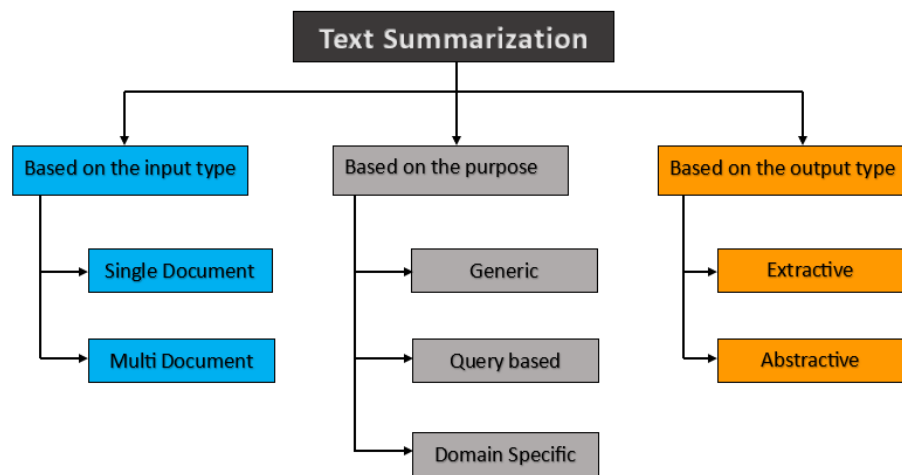 Text Summarization
Based on the input type
Based on the purpose
Based on the output type
Single Document
Generic
Extractive
Multi Document
Query based
Abstractive
Domain Specific